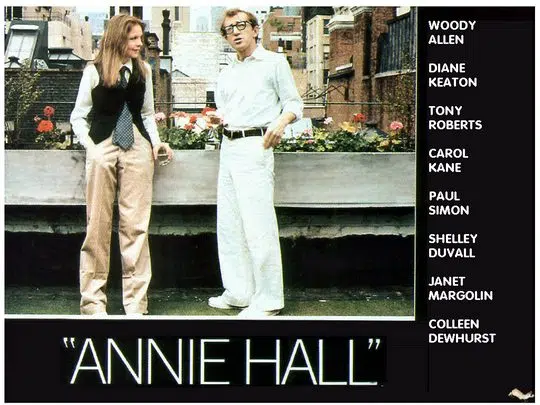 WOODY
ALLEN
DIANE
KEATON
TONY
ROBERTS
CAROL
KANE
PAUL
SIMON
SHELLEY
DUVALL
JANET
MARGOLIN
COLLEEN
DEWHURST
"ANNIE HALL"